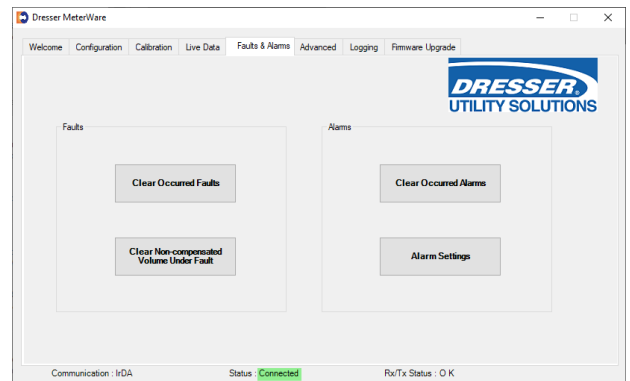 Dresser MeterWare
Welcome Configuration Calibration Live Data Faults & Alarms Advanced Logging Firmware Upgrade
DRESSER®
UTILITY SOLUTIONS
Faults
Alarms
Clear Occurred Faults
Clear Occurred Alarms
Clear Non-compensated
Volume Under Fault
Alarm Settings
Communication : IrDA Status : Connected Rx/Tx Status : O K